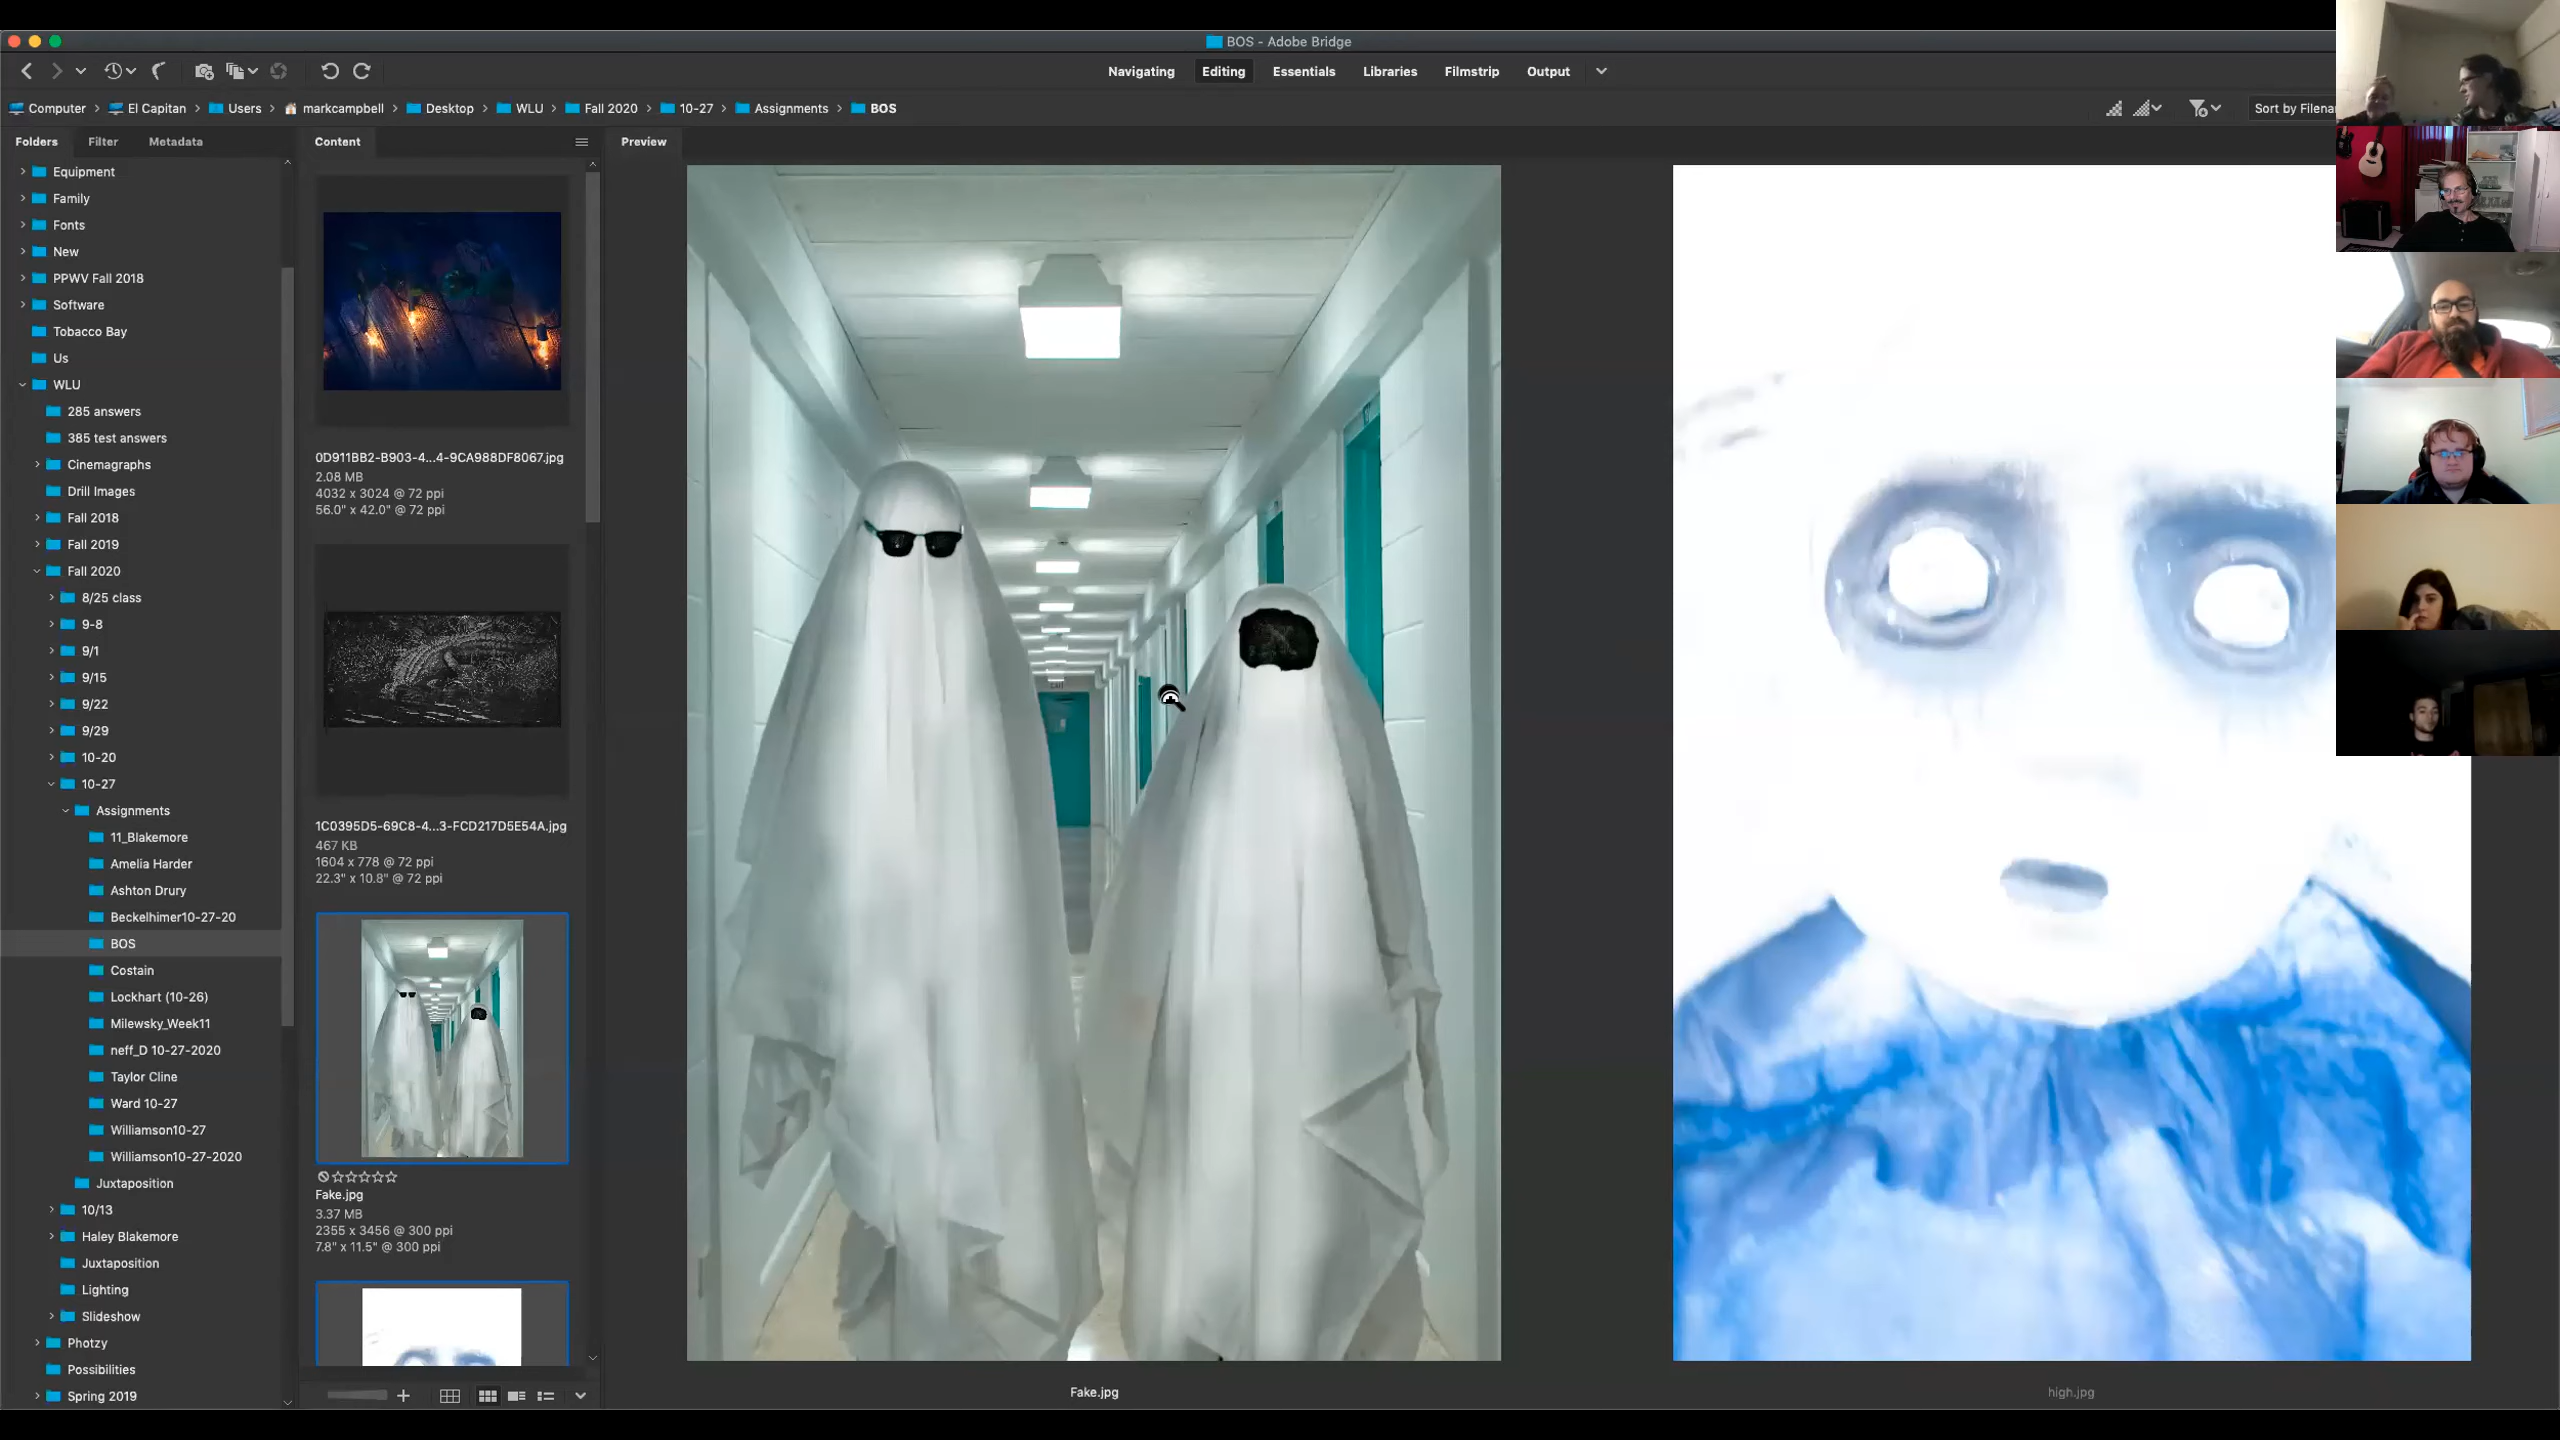 BOS - Adobe Bridge
Navigating
Editing
Essentials
Libraries
Filmstrip
Output
Computer
El Capitan
Users
markcampbell
Desktop
WLU
Fall 2020
10-27
Assignments
BOS
Sort by Filena
Folders
Filter
Metadata
Equipment
Family
Fonts
New
PPWV Fall 2018
Software
Tobacco Bay
Us
WLU
285 answers
385 test answers
Cinemagraphs
Drill Images
Fall 2018
Fall 2019
Fall 2020
8/25 class
9-8
9/1
9/15
9/22
9/29
10-20
10-27
Assignments
11_Blakemore
Amelia Harder
Ashton Drury
Beckelhimer10-27-20
BOS
Costain
Lockhart (10-26)
Milewsky_Week11
neff_D 10-27-2020
Taylor Cline
Ward 10-27
Williamson10-27
Williamson10-27-2020
Juxtaposition
10/13
Haley Blakemore
Juxtaposition
Lighting
Slideshow
Photzy
Possibilities
Spring 2019
Content
0D911BB2-B903-4...4-9CA988DF8067.jpg
2.08 MB
4032 x 3024 @ 72 ppi
56.0" x 42.0" @ 72 ppi
1C0395D5-69C8-4...3-FCD217D5E54A.jpg
467 KB
1604 x 778 @ 72 ppi
22.3" x 10.8" @ 72 ppi
Fake.jpg
3.37 MB
2355 x 3456 @ 300 ppi
7.8" x 11.5" @ 300 ppi
Preview
Fake.jpg
high.jpg